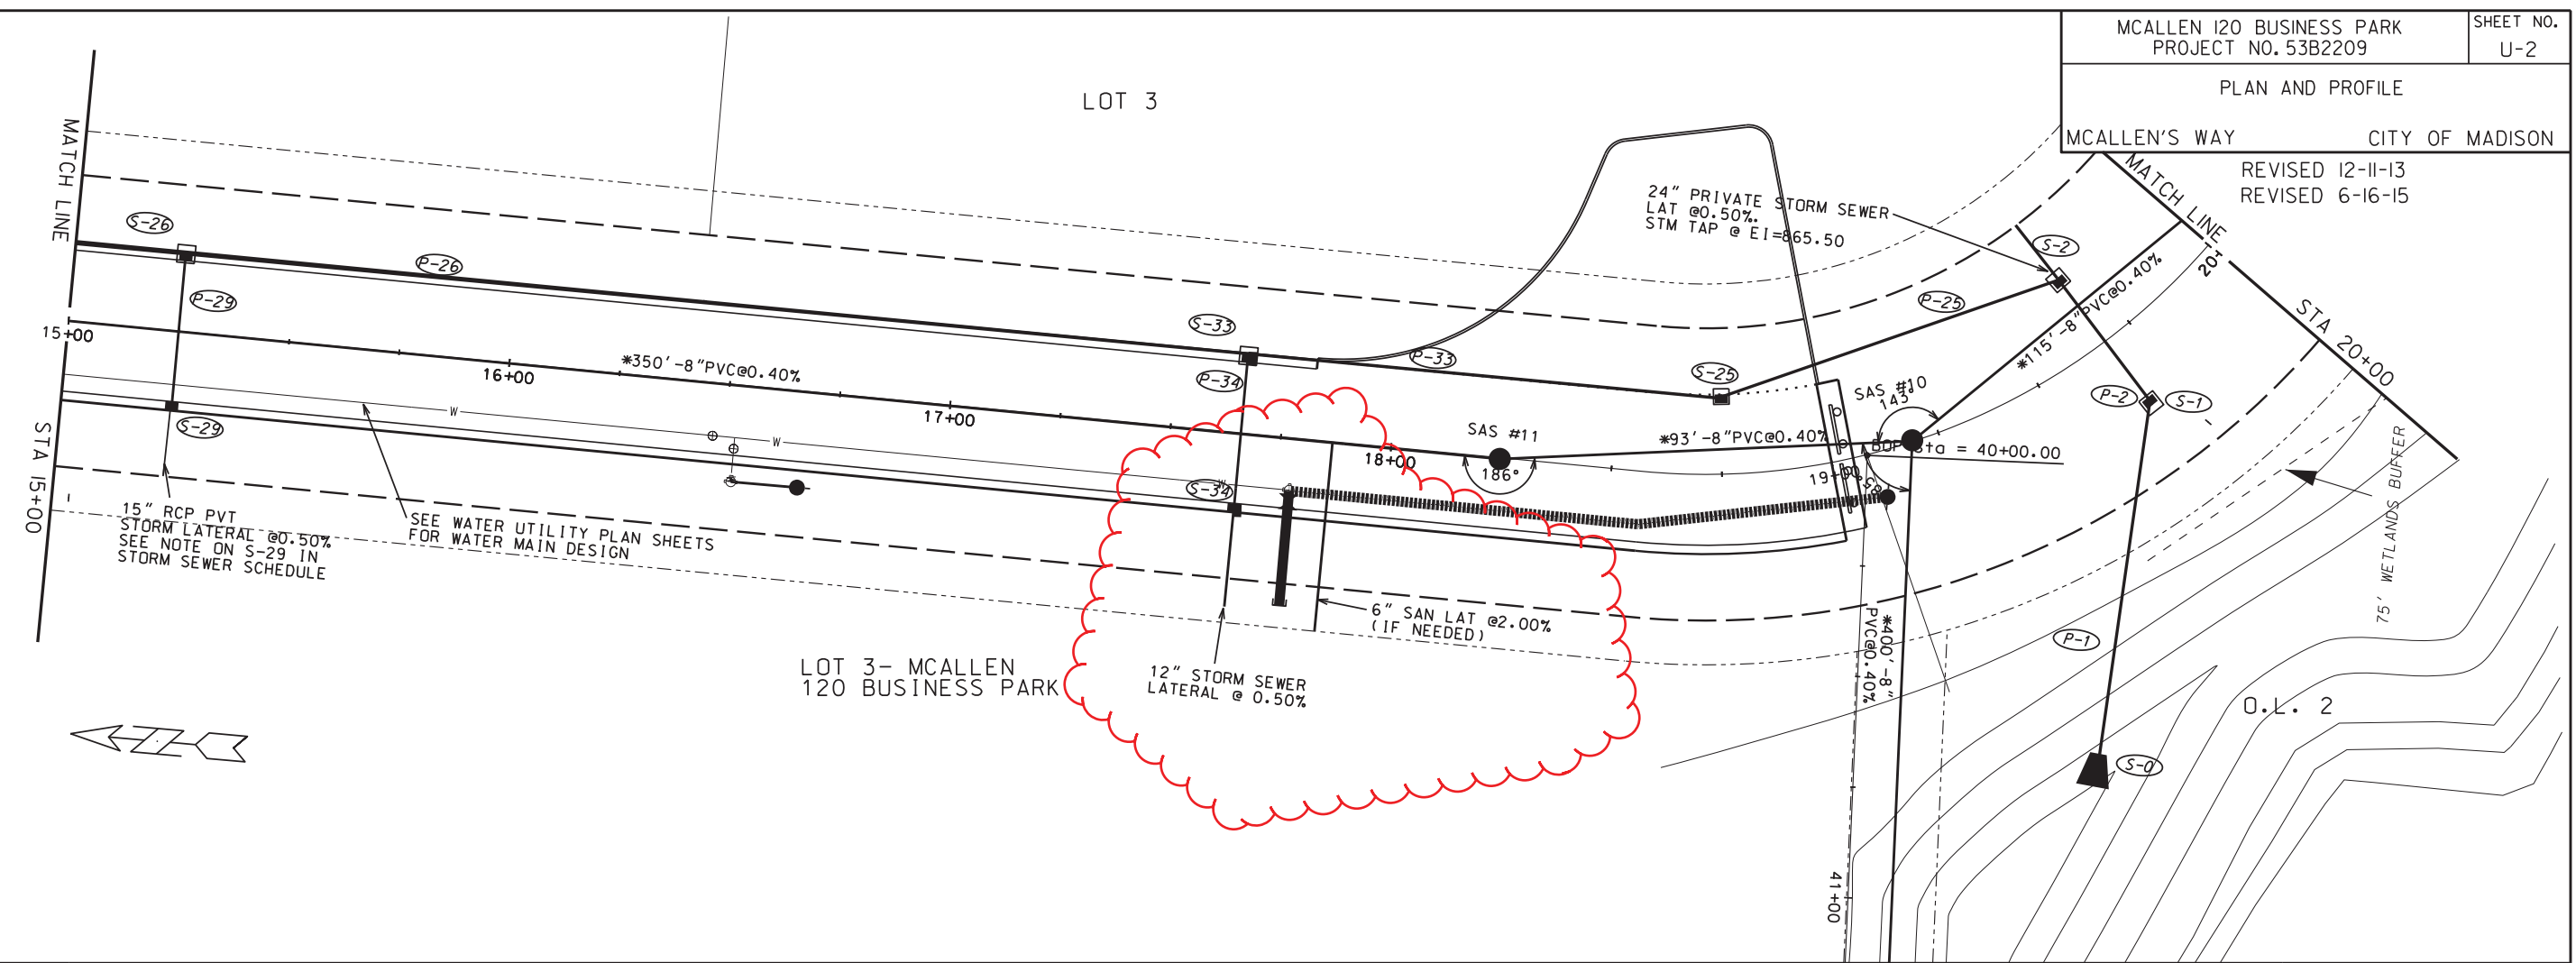 MCALLEN 120 BUSINESS PARK
PROJECT NO. 53B2209
SHEET NO.
U-2
PLAN AND PROFILE
MCALLEN'S WAY
CITY OF MADISON
REVISED 12-11-13
REVISED 6-16-15
LOT 3
MATCH LINE
STA 15+00
S-26
P-26
P-29
15+00
S-29
16+00
*350'-8"PVC@0.40%
17+00
W
W
W
S-33
P-33
P-34
S-34
18+00
SAS #11
186°
24" PRIVATE STORM SEWER
LAT @0.50%.
STM TAP @ EI=865.50
S-25
P-25
S-2
*93'-8"PVC@0.40%
SAS #10
143°
BOP Sta = 40+00.00
*115'-8"PVC@0.40%
MATCH LINE
20+
STA 20+00
P-2
S-1
75' WETLANDS BUFFER
15" RCP PVT
STORM LATERAL @0.50%
SEE NOTE ON S-29 IN
STORM SEWER SCHEDULE
SEE WATER UTILITY PLAN SHEETS
FOR WATER MAIN DESIGN
6" SAN LAT @2.00%
(IF NEEDED)
12" STORM SEWER
LATERAL @ 0.50%
LOT 3- MCALLEN
120 BUSINESS PARK
*400'-8"
PVC@0.40%
41+00
P-1
S-0
O.L. 2